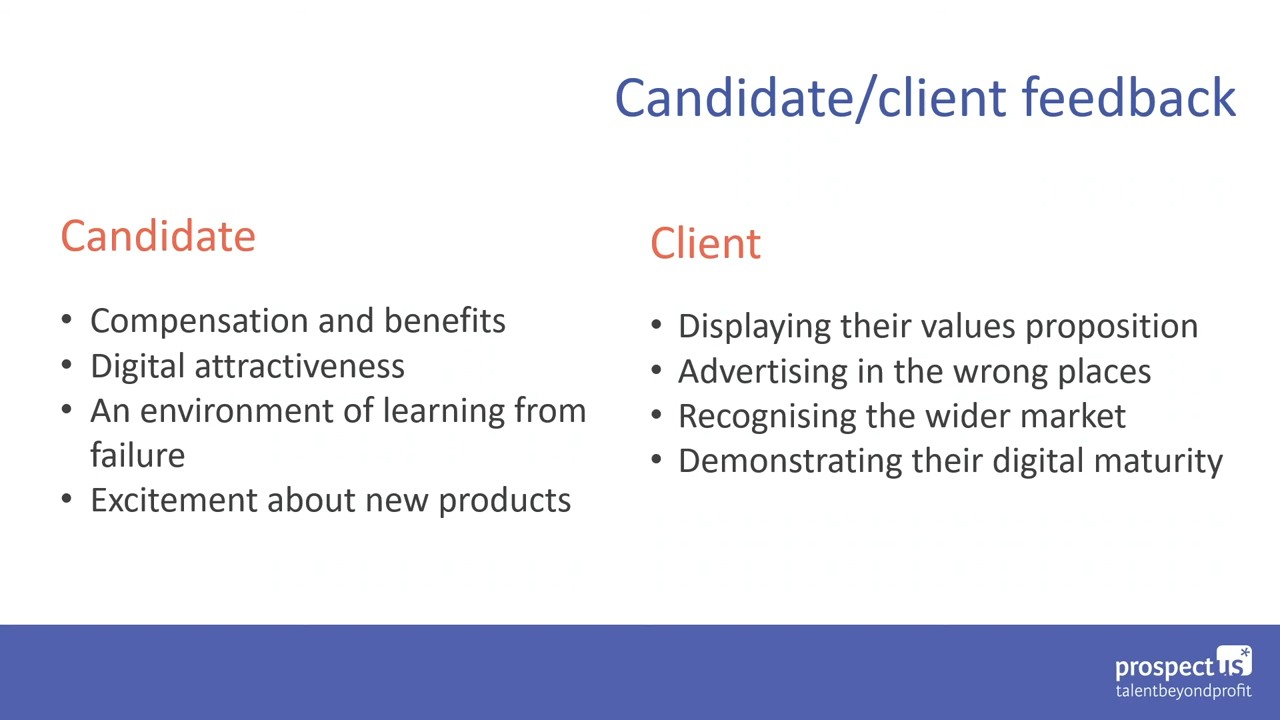 Candidate/client feedback
Candidate
• Compensation and benefits
• Digital attractiveness
• An environment of learning from
failure
• Excitement about new products
Client
• Displaying their values proposition
• Advertising in the wrong places
• Recognising the wider market
• Demonstrating their digital maturity
prospectus*
talentbeyondprofit